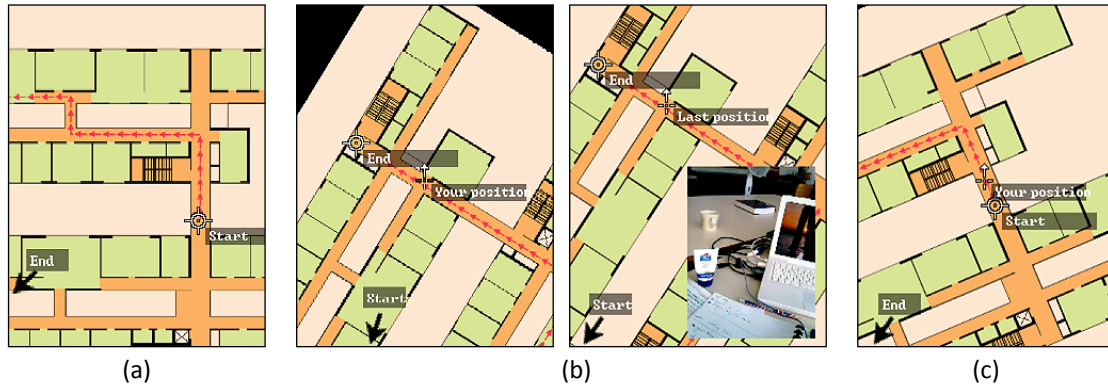 Start
End
End
Your position
Start
End
Last position
Start
Your position
Start
End
(a)
(b)
(c)